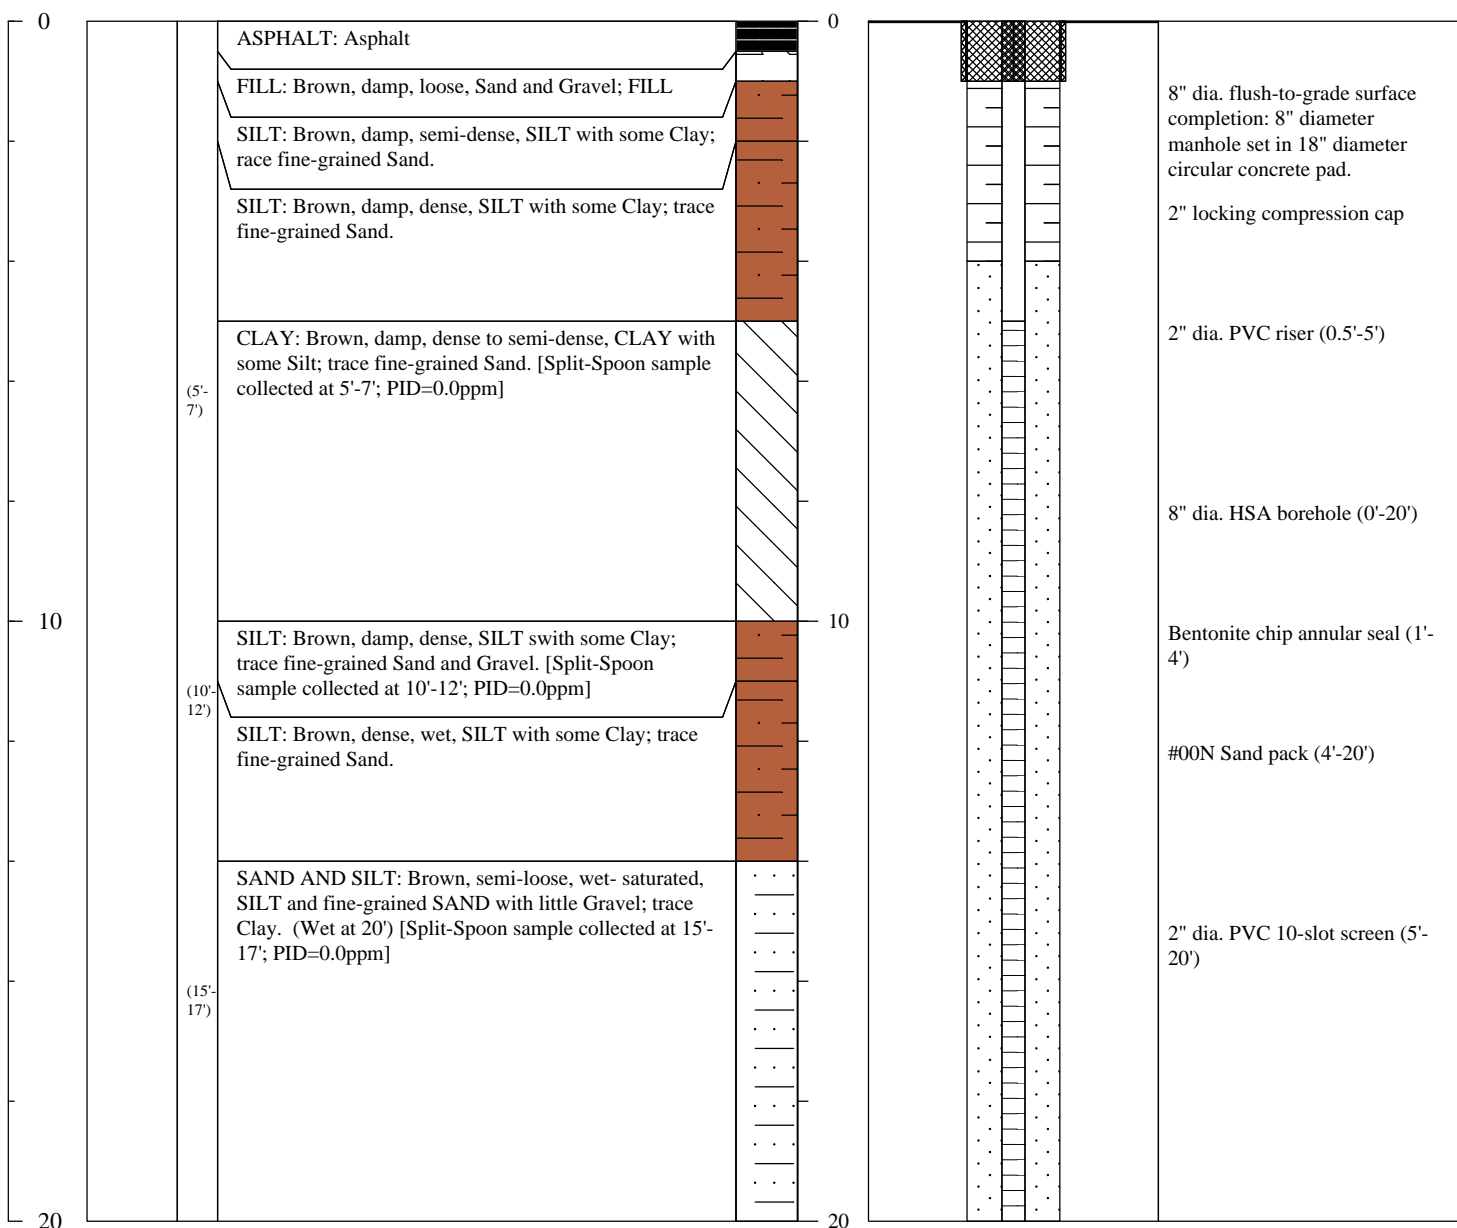 0
ASPHALT: Asphalt
FILL: Brown, damp, loose, Sand and Gravel; FILL
SILT: Brown, damp, semi-dense, SILT with some Clay;
race fine-grained Sand.
SILT: Brown, damp, dense, SILT with some Clay; trace
fine-grained Sand.
CLAY: Brown, damp, dense to semi-dense, CLAY with
some Silt; trace fine-grained Sand. [Split-Spoon sample
collected at 5'-7'; PID=0.0ppm]
(5'-
7')
10
SILT: Brown, damp, dense, SILT swith some Clay;
trace fine-grained Sand and Gravel. [Split-Spoon
sample collected at 10'-12'; PID=0.0ppm]
(10'-
12')
SILT: Brown, dense, wet, SILT with some Clay; trace
fine-grained Sand.
SAND AND SILT: Brown, semi-loose, wet- saturated,
SILT and fine-grained SAND with little Gravel; trace
Clay.  (Wet at 20') [Split-Spoon sample collected at 15'-
17'; PID=0.0ppm]
(15'-
17')
20
0
8" dia. flush-to-grade surface
completion: 8" diameter
manhole set in 18" diameter
circular concrete pad.
2" locking compression cap
2" dia. PVC riser (0.5'-5')
8" dia. HSA borehole (0'-20')
10
Bentonite chip annular seal (1'-
4')
#00N Sand pack (4'-20')
2" dia. PVC 10-slot screen (5'-
20')
20